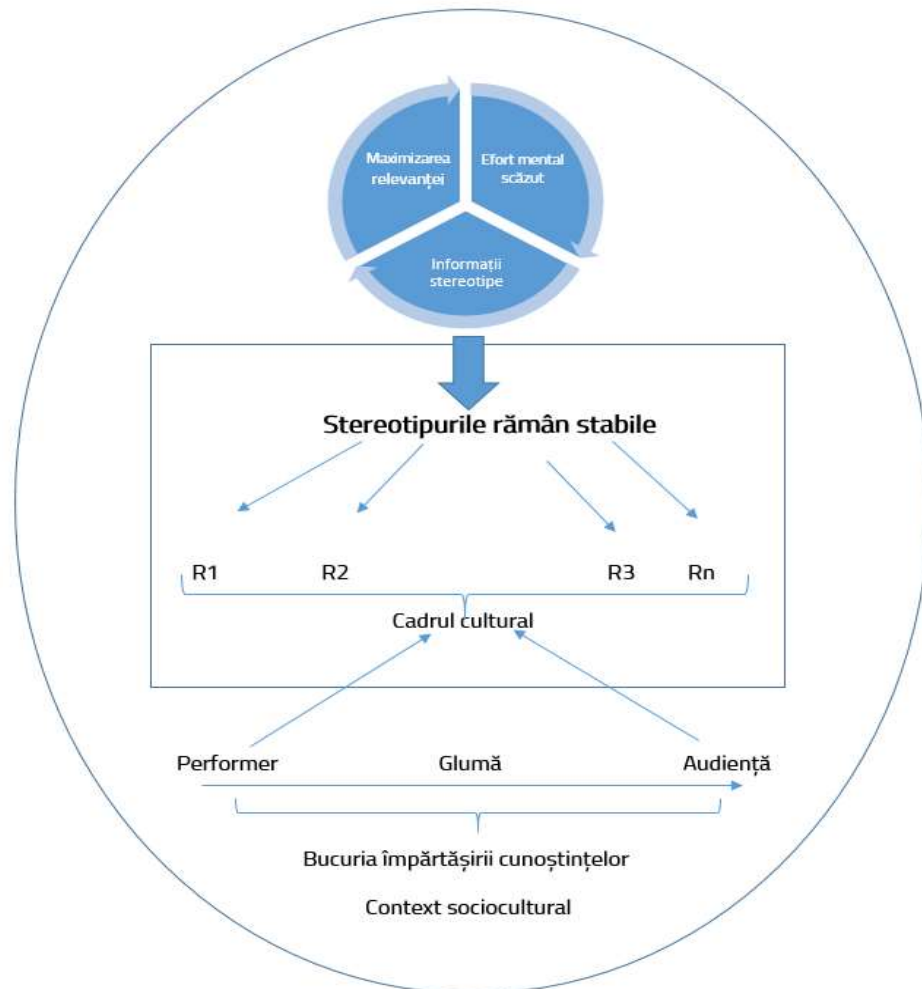 Maximizarea
relevanței
Efort mental
scăzut
Informații
stereotipe
Stereotipurile rămân stabile
R1 R2 R3 Rn
Cadrul cultural
Performer Glumă Audiență
Bucuria împărtășirii cunoștințelor
Context sociocultural